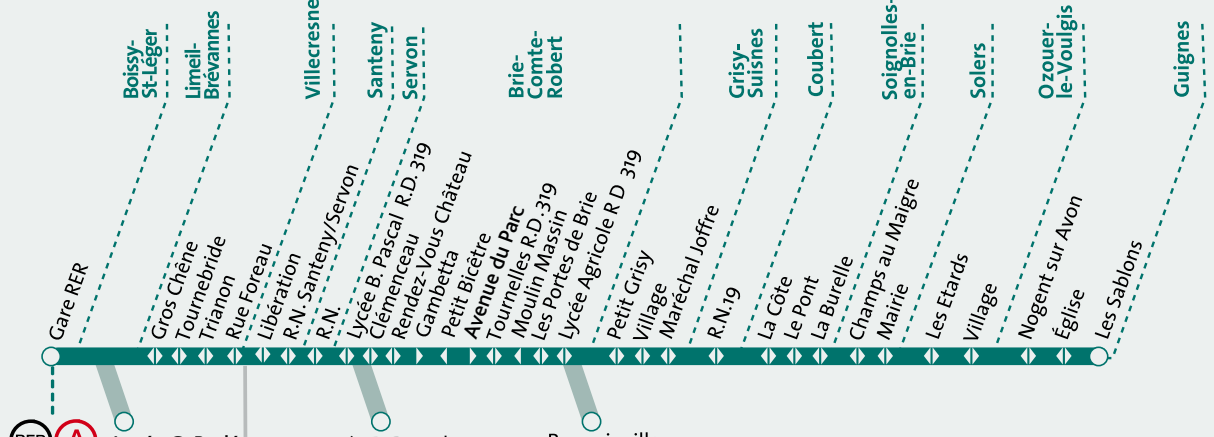 Boissy-
St-Léger
Limeil-
Brévannes
Villecresne
Santeny
Servon
Brie-
Comte-
Robert
Grisy-
Suisnes
Coubert
Soignolles-
en-Brie
Solers
Ozouer-
le-Voulgis
Guignes
Gare RER
Gros Chêne
Tournebride
Trianon
Rue Foreau
Libération
R.N. Santeny/Servon
R.N.
Lycée B. Pascal R.D. 319
Clémenceau
Rendez-Vous Château
Gambetta
Petit Bicêtre
Avenue du Parc
Tournelles R.D .319
Moulin Massin
Les Portes de Brie
Lycée Agricole R D 319
Petit Grisy
Village
Maréchal Joffre
R.N.19
La Côte
Le Pont
La Burelle
Champs au Maigre
Mairie
Les Etards
Village
Nogent sur Avon
Église
Les Sablons
RER
A